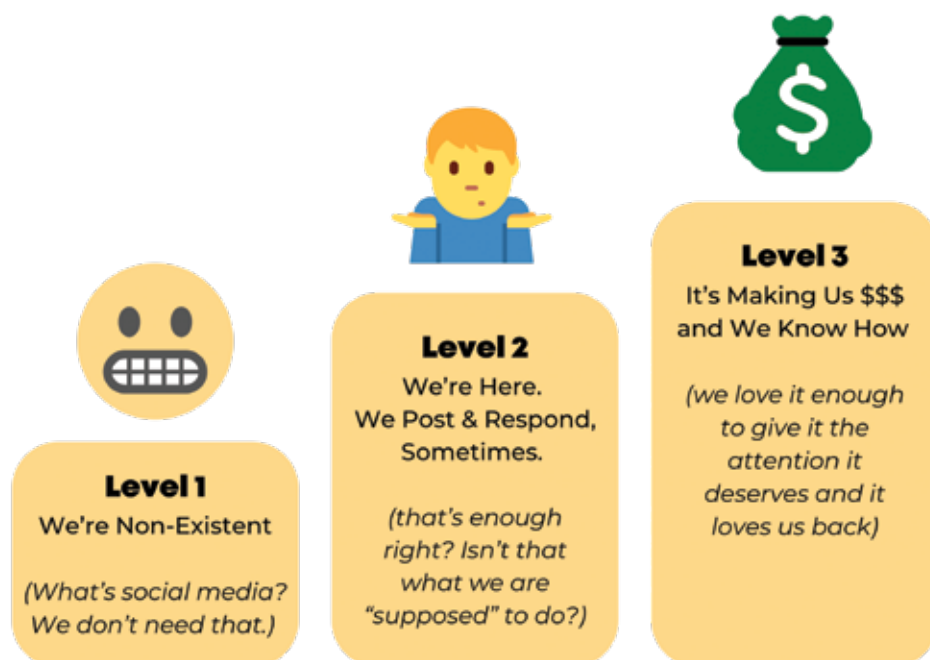 $
Level 1
We're Non-Existent
(What's social media?
We don't need that.)
Level 2
We're Here.
We Post & Respond,
Sometimes.
(that's enough
right? Isn't that
what we are
“supposed” to do?)
Level 3
It's Making Us $$$
and We Know How
(we love it enough
to give it the
attention it
deserves and it
loves us back)